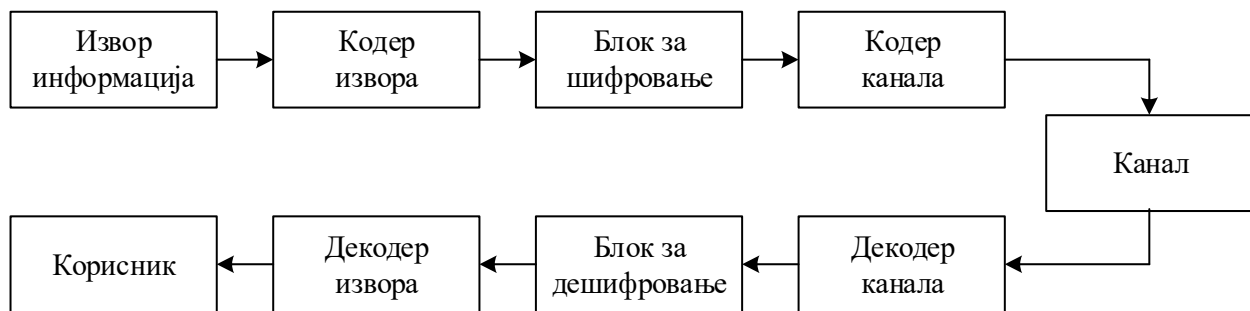 Извор
информација
Кодер
извора
Блок за
шифровање
Кодер
канала
Канал
Корисник
Декодер
извора
Блок за
дешифровање
Декодер
канала